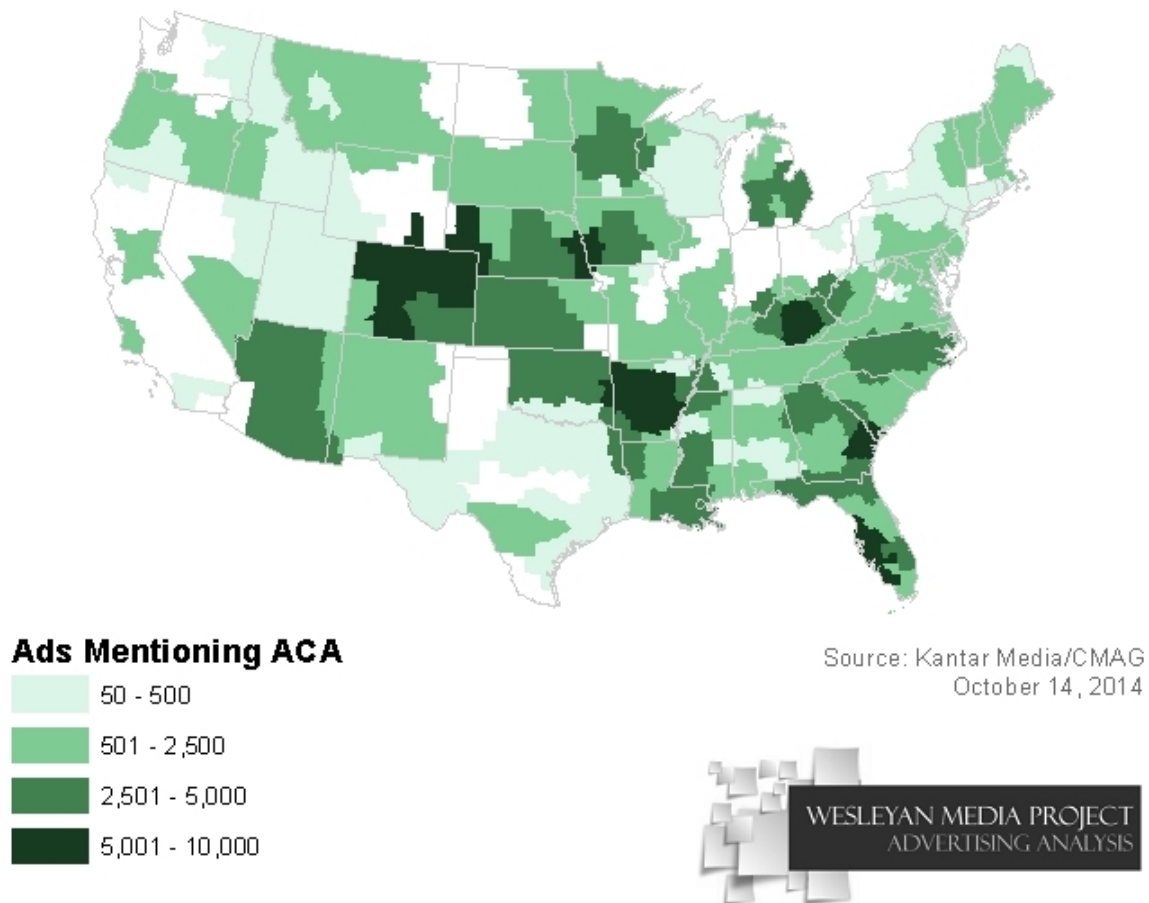 Ads Mentioning ACA
50 - 500
501 - 2,500
2,501 - 5,000
5,001 - 10,000
Source: Kantar Media/CMAG
October 14, 2014
WESLEYAN MEDIA PROJECT
ADVERTISING ANALYSIS